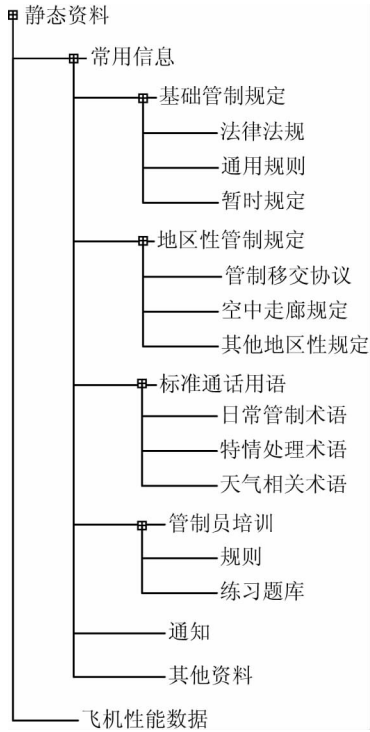 静态资料
常用信息
基础管制规定
法律法规
通用规则
暂时规定
地区性管制规定
管制移交协议
空中走廊规定
其他地区性规定
标准通话用语
日常管制术语
特情处理术语
天气相关术语
管制员培训
规则
练习题库
通知
其他资料
飞机性能数据